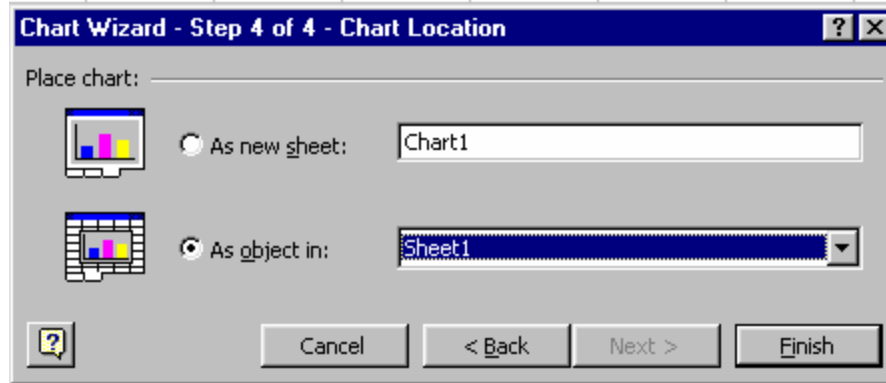 Chart Wizard - Step 4 of 4 - Chart Location
Place chart:
As new sheet: Chart1
As object in: Sheet1
Cancel < Back Next > Finish